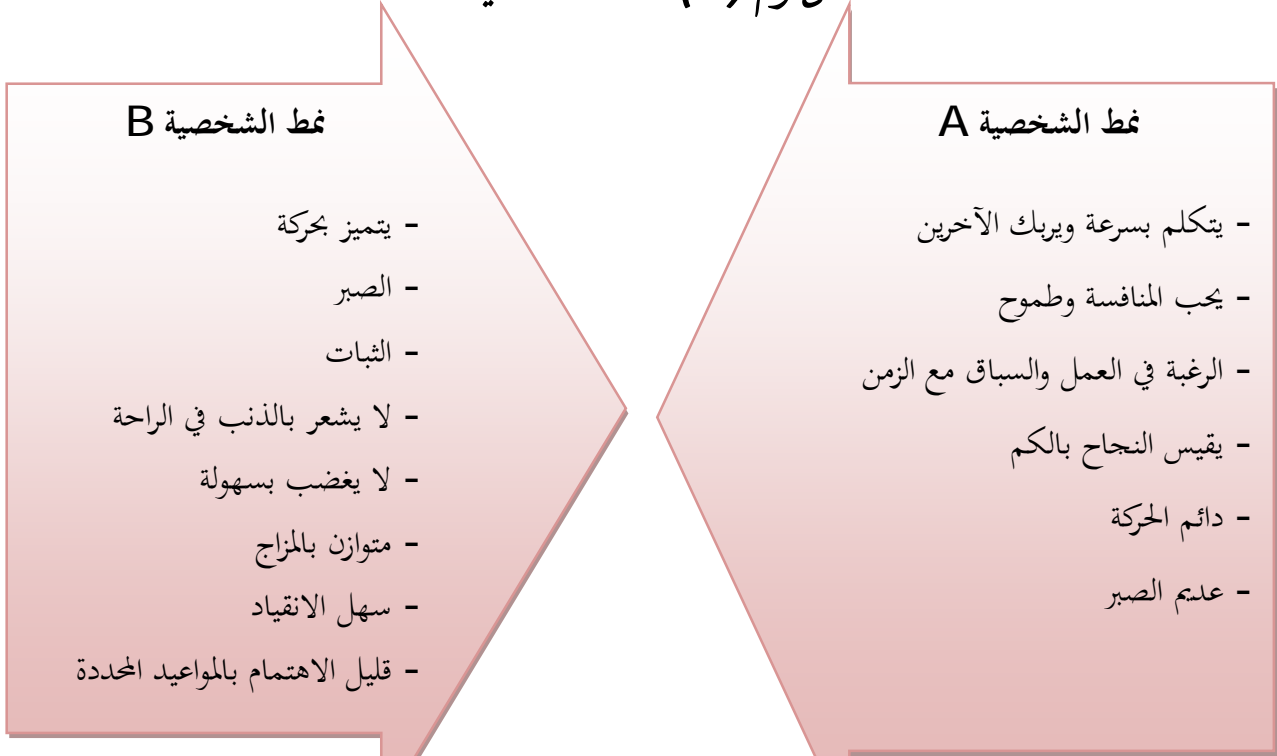 نمط الشخصية A
- يتكلم بسرعة ويربك الآخرين
- يحب المنافسة وطموح
- الرغبة في العمل والسباق مع الزمن
- يقيس النجاح بالكم
- دائم الحركة
- عديم الصبر
نمط الشخصية B
- يتميز بحركة
- الصبر
- الثبات
- لا يشعر بالذنب في الراحة
- لا يغضب بسهولة
- متوازن بالمزاج
- سهل الانقياد
- قليل الاهتمام بالمواعيد المحددة